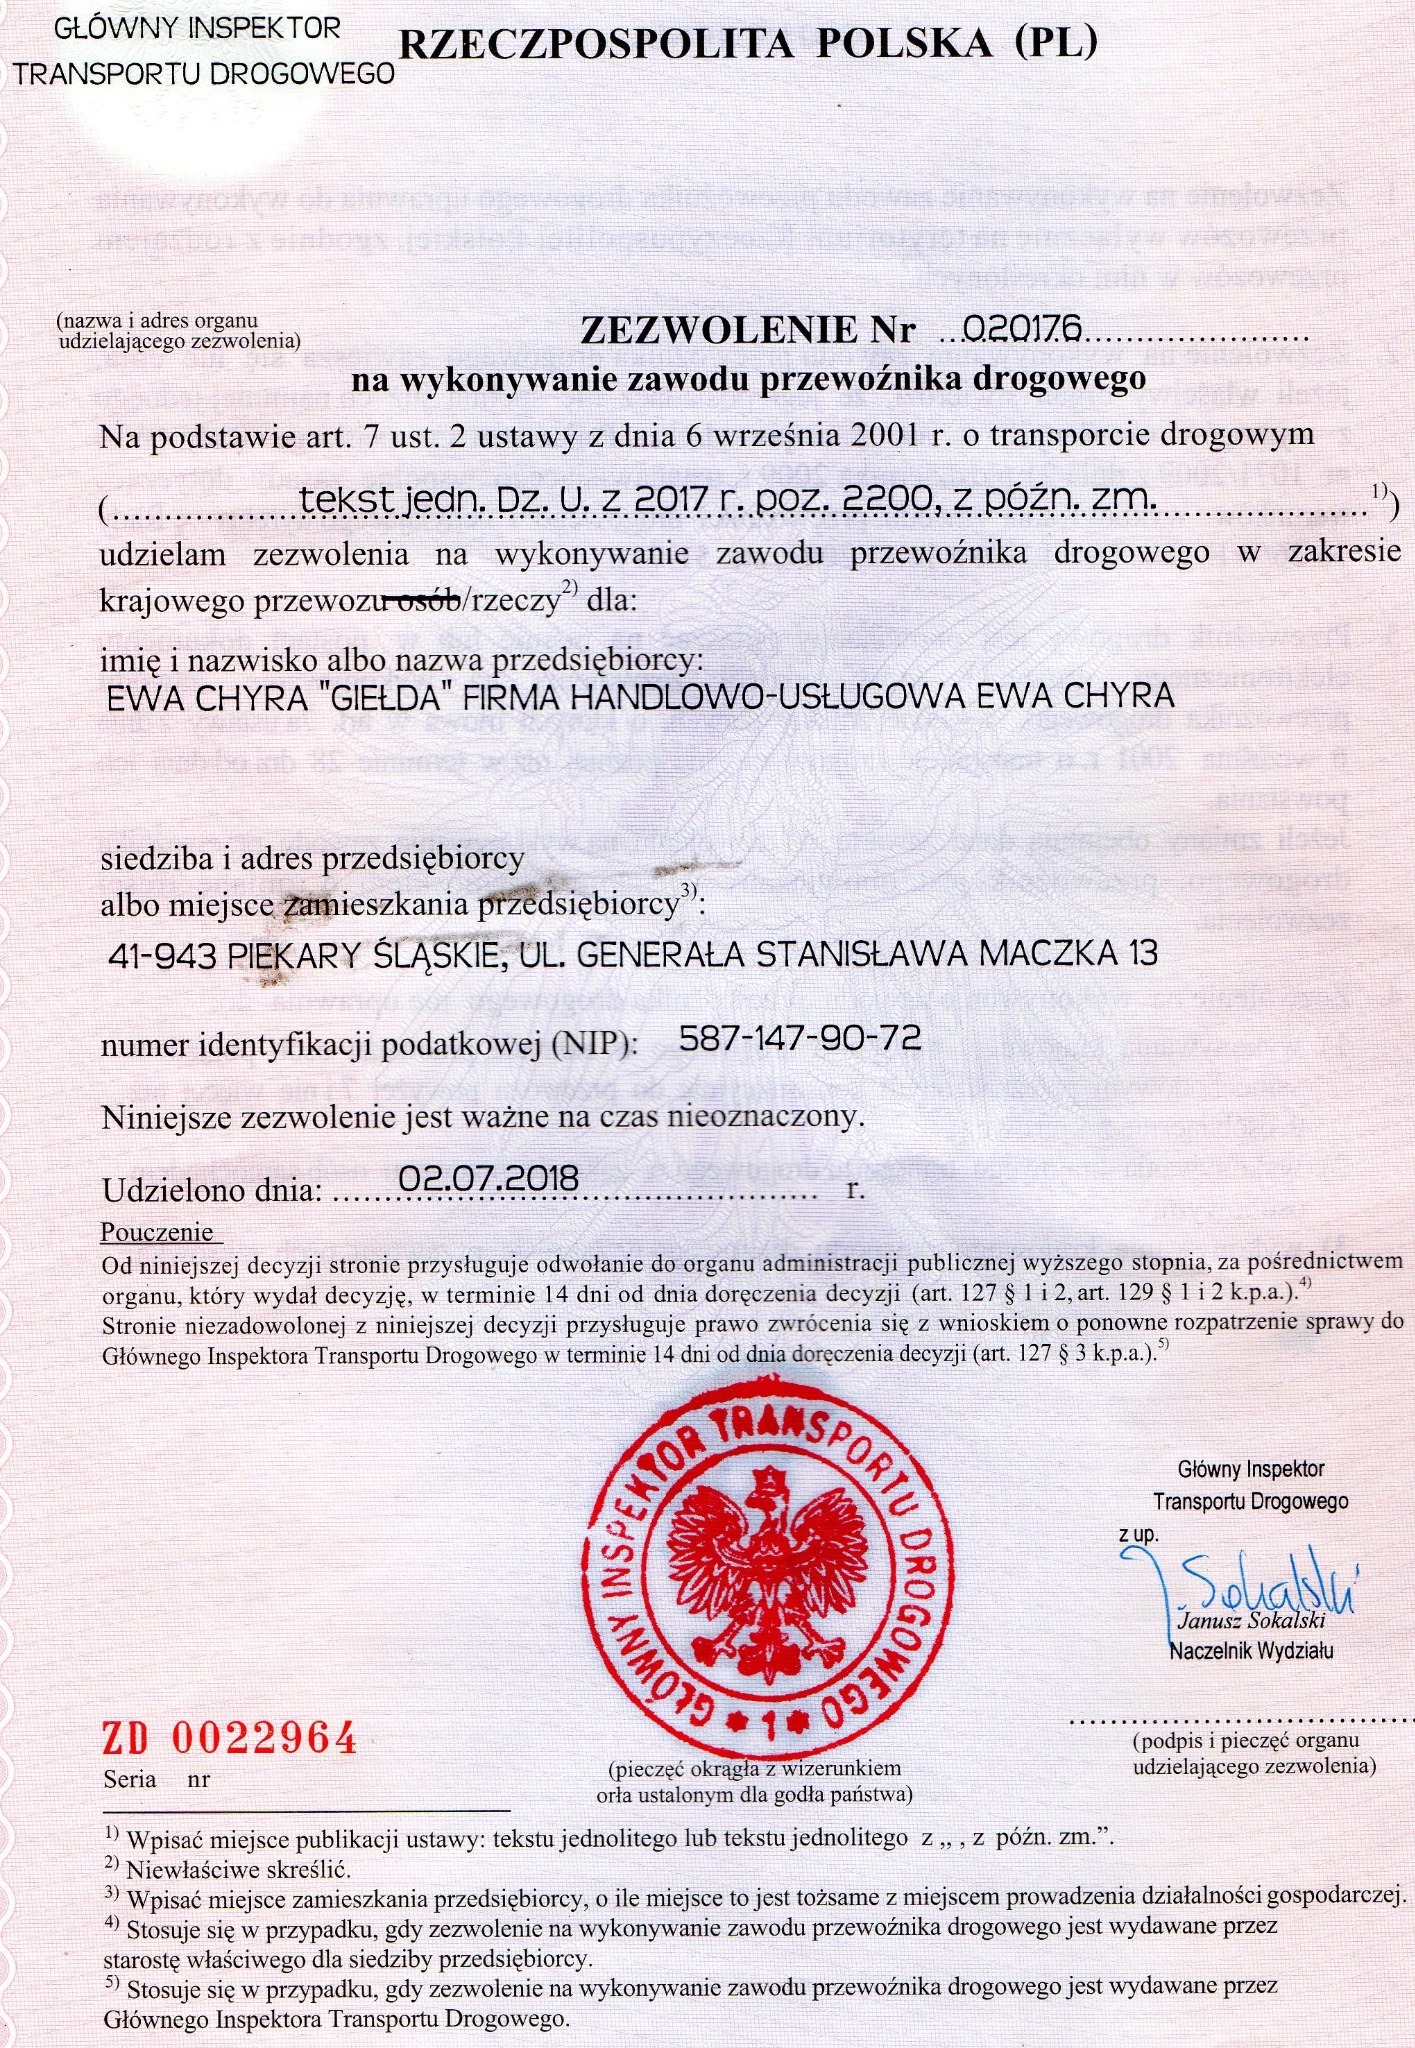 GŁÓWNY INSPEKTOR
TRANSPORTU DROGOWEGO
RZECZPOSPOLITA POLSKA (PL)
(nazwa i adres organu
udzielającego zezwolenia)
ZEZWOLENIE Nr ...020176......................
na wykonywanie zawodu przewoźnika drogowego
Na podstawie art. 7 ust. 2 ustawy z dnia 6 września 2001 r. o transporcie drogowym
(...................tekst jedn. Dz. U. z 2017 r. poz. 2200, z późn. zm...................... 1))
udzielam zezwolenia na wykonywanie zawodu przewoźnika drogowego w zakresie
krajowego przewozu osób/rzeczy2) dla:
imię i nazwisko albo nazwa przedsiębiorcy:
EWA CHYRA "GIEŁDA" FIRMA HANDLOWO-USŁUGOWA EWA CHYRA
siedziba i adres przedsiębiorcy
albo miejsce zamieszkania przedsiębiorcy3):
41-943 PIEKARY ŚLĄSKIE, UL. GENERAŁA STANISŁAWA MACZKA 13
numer identyfikacji podatkowej (NIP): 587-147-90-72
Niniejsze zezwolenie jest ważne na czas nieoznaczony.
Udzielono dnia: ......02.07.2018........................ r.
Pouczenie
Od niniejszej decyzji stronie przysługuje odwołanie do organu administracji publicznej wyższego stopnia, za pośrednictwem
organu, który wydał decyzję, w terminie 14 dni od dnia doręczenia decyzji (art. 127 § 1 i 2, art. 129 § 1 i 2 k.p.a.).4)
Stronie niezadowolonej z niniejszej decyzji przysługuje prawo zwrócenia się z wnioskiem o ponowne rozpatrzenie sprawy do
Głównego Inspektora Transportu Drogowego w terminie 14 dni od dnia doręczenia decyzji (art. 127 § 3 k.p.a.).5)
GŁÓWNY INSPEKTOR TRANSPORTU DROGOWEGO * 1 *
Główny Inspektor
Transportu Drogowego
z up.
J. Sokalski
Janusz Sokalski
Naczelnik Wydziału
ZD 0022964
Seria nr
(pieczęć okrągła z wizerunkiem
orła ustalonym dla godła państwa)
(podpis i pieczęć organu
udzielającego zezwolenia)
1) Wpisać miejsce publikacji ustawy: tekstu jednolitego lub tekstu jednolitego z „ , z późn. zm.”.
2) Niewłaściwe skreślić.
3) Wpisać miejsce zamieszkania przedsiębiorcy, o ile miejsce to jest tożsame z miejscem prowadzenia działalności gospodarczej.
4) Stosuje się w przypadku, gdy zezwolenie na wykonywanie zawodu przewoźnika drogowego jest wydawane przez
starostę właściwego dla siedziby przedsiębiorcy.
5) Stosuje się w przypadku, gdy zezwolenie na wykonywanie zawodu przewoźnika drogowego jest wydawane przez
Głównego Inspektora Transportu Drogowego.